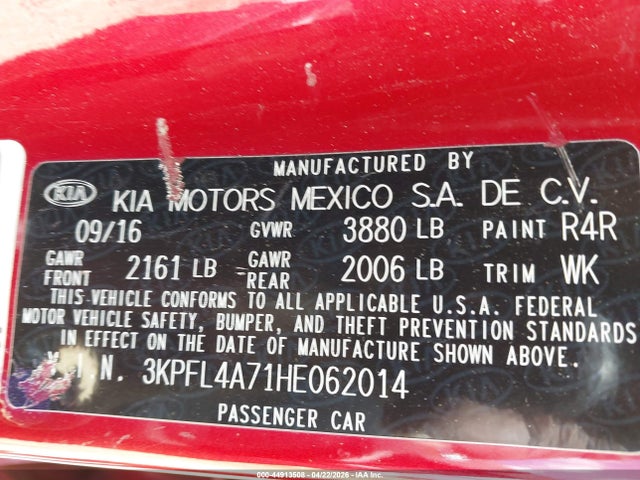 MANUFACTURED BY
KIA KIA MOTORS MEXICO S.A. DE C.V.
09/16 GVWR 3880 LB PAINT R4R
GAWR FRONT 2161 LB GAWR REAR 2006 LB TRIM WK
THIS VEHICLE CONFORMS TO ALL APPLICABLE U.S.A. FEDERAL
MOTOR VEHICLE SAFETY, BUMPER, AND THEFT PREVENTION STANDARDS
IN EFFECT ON THE DATE OF MANUFACTURE SHOWN ABOVE.
V.I.N. 3KPFL4A71HE062014
PASSENGER CAR
000-44913508 - 04/22/2026 - IAA Inc.